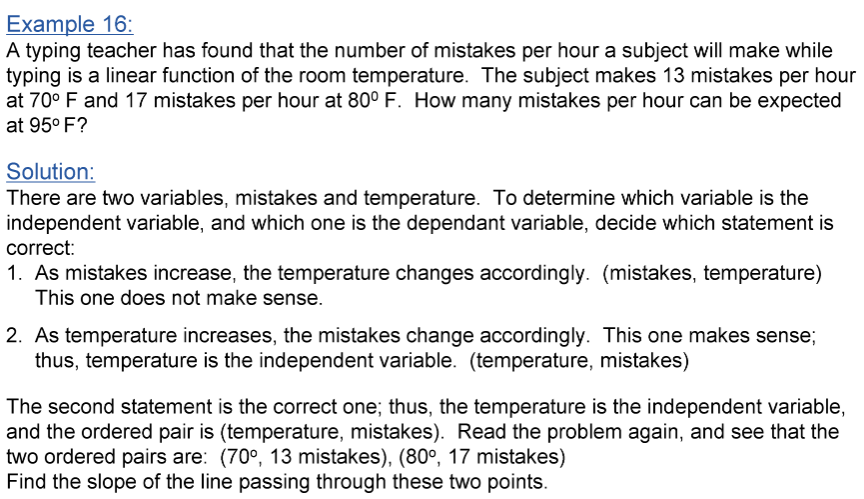 Example 16:
A typing teacher has found that the number of mistakes per hour a subject will make while
typing is a linear function of the room temperature.  The subject makes 13 mistakes per hour
at 70º F and 17 mistakes per hour at 80⁰ F.  How many mistakes per hour can be expected
at 95º F?
Solution:
There are two variables, mistakes and temperature.  To determine which variable is the
independent variable, and which one is the dependant variable, decide which statement is
correct:
1.  As mistakes increase, the temperature changes accordingly.  (mistakes, temperature)
This one does not make sense.
2.  As temperature increases, the mistakes change accordingly.  This one makes sense;
thus, temperature is the independent variable.  (temperature, mistakes)
The second statement is the correct one; thus, the temperature is the independent variable,
and the ordered pair is (temperature, mistakes).  Read the problem again, and see that the
two ordered pairs are:  (70º, 13 mistakes), (80º, 17 mistakes)
Find the slope of the line passing through these two points.